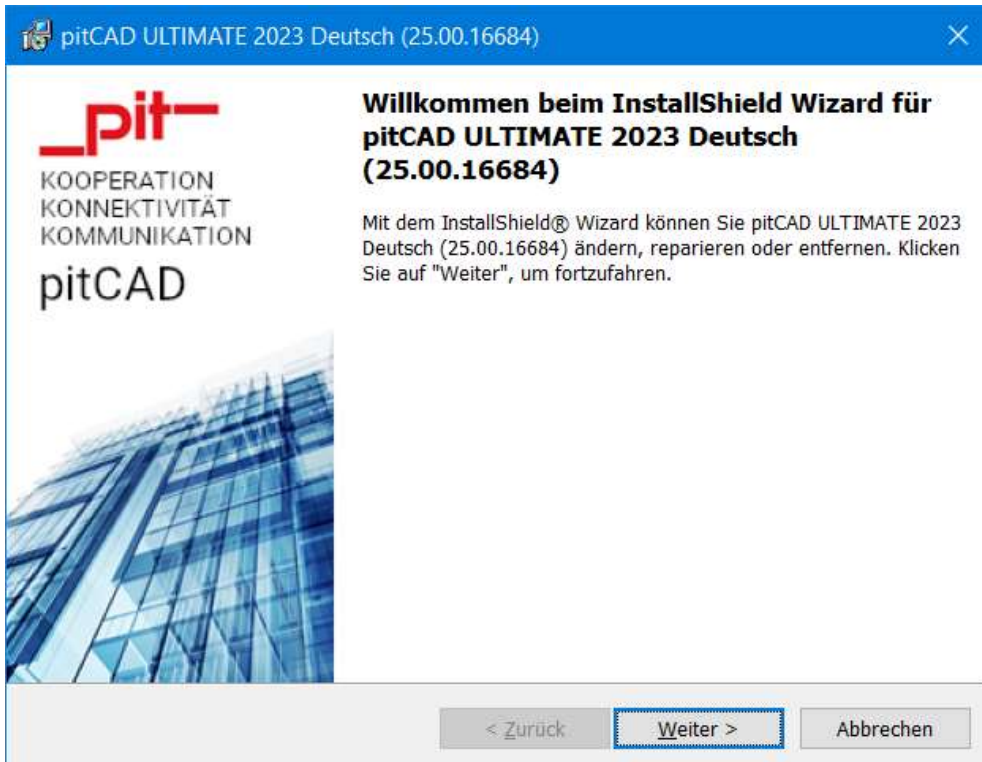 pitCAD ULTIMATE 2023 Deutsch (25.00.16684)
_pit
KOOPERATION
KONNEKTIVITÄT
KOMMUNIKATION
pitCAD
Willkommen beim InstallShield Wizard für
pitCAD ULTIMATE 2023 Deutsch
(25.00.16684)
Mit dem InstallShield® Wizard können Sie pitCAD ULTIMATE 2023
Deutsch (25.00.16684) ändern, reparieren oder entfernen. Klicken
Sie auf "Weiter", um fortzufahren.
< Zurück
Weiter >
Abbrechen